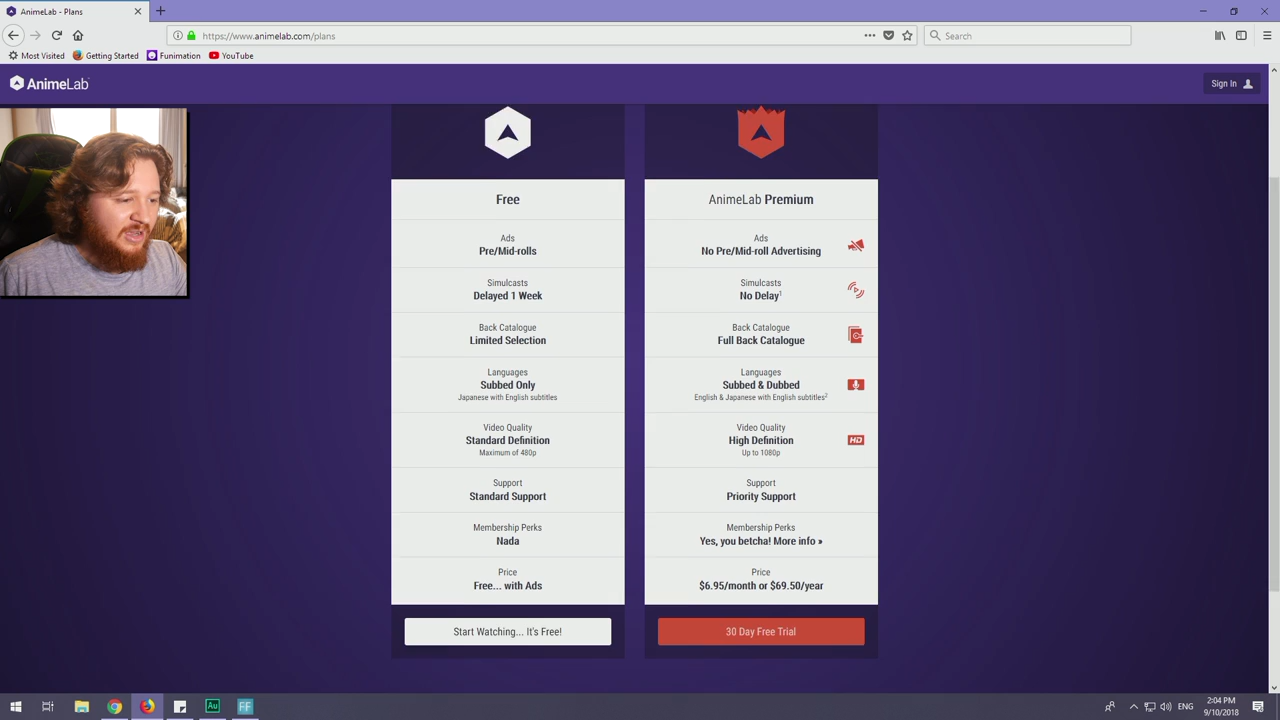 AnimeLab - Plans
https://www.animelab.com/plans
Search
Most Visited
Getting Started
Funimation
YouTube
AnimeLab
Sign In
Free
Ads
Pre/Mid-rolls
Simulcasts
Delayed 1 Week
Back Catalogue
Limited Selection
Languages
Subbed Only
Japanese with English subtitles
Video Quality
Standard Definition
Maximum of 480p
Support
Standard Support
Membership Perks
Nada
Price
Free... with Ads
Start Watching... It's Free!
AnimeLab Premium
Ads
No Pre/Mid-roll Advertising
Simulcasts
No Delay1
Back Catalogue
Full Back Catalogue
Languages
Subbed & Dubbed
English & Japanese with English subtitles2
Video Quality
High Definition
HD
Up to 1080p
Support
Priority Support
Membership Perks
Yes, you betcha! More info »
Price
$6.95/month or $69.50/year
30 Day Free Trial
Au
FF
ENG
2:04 PM
9/10/2018